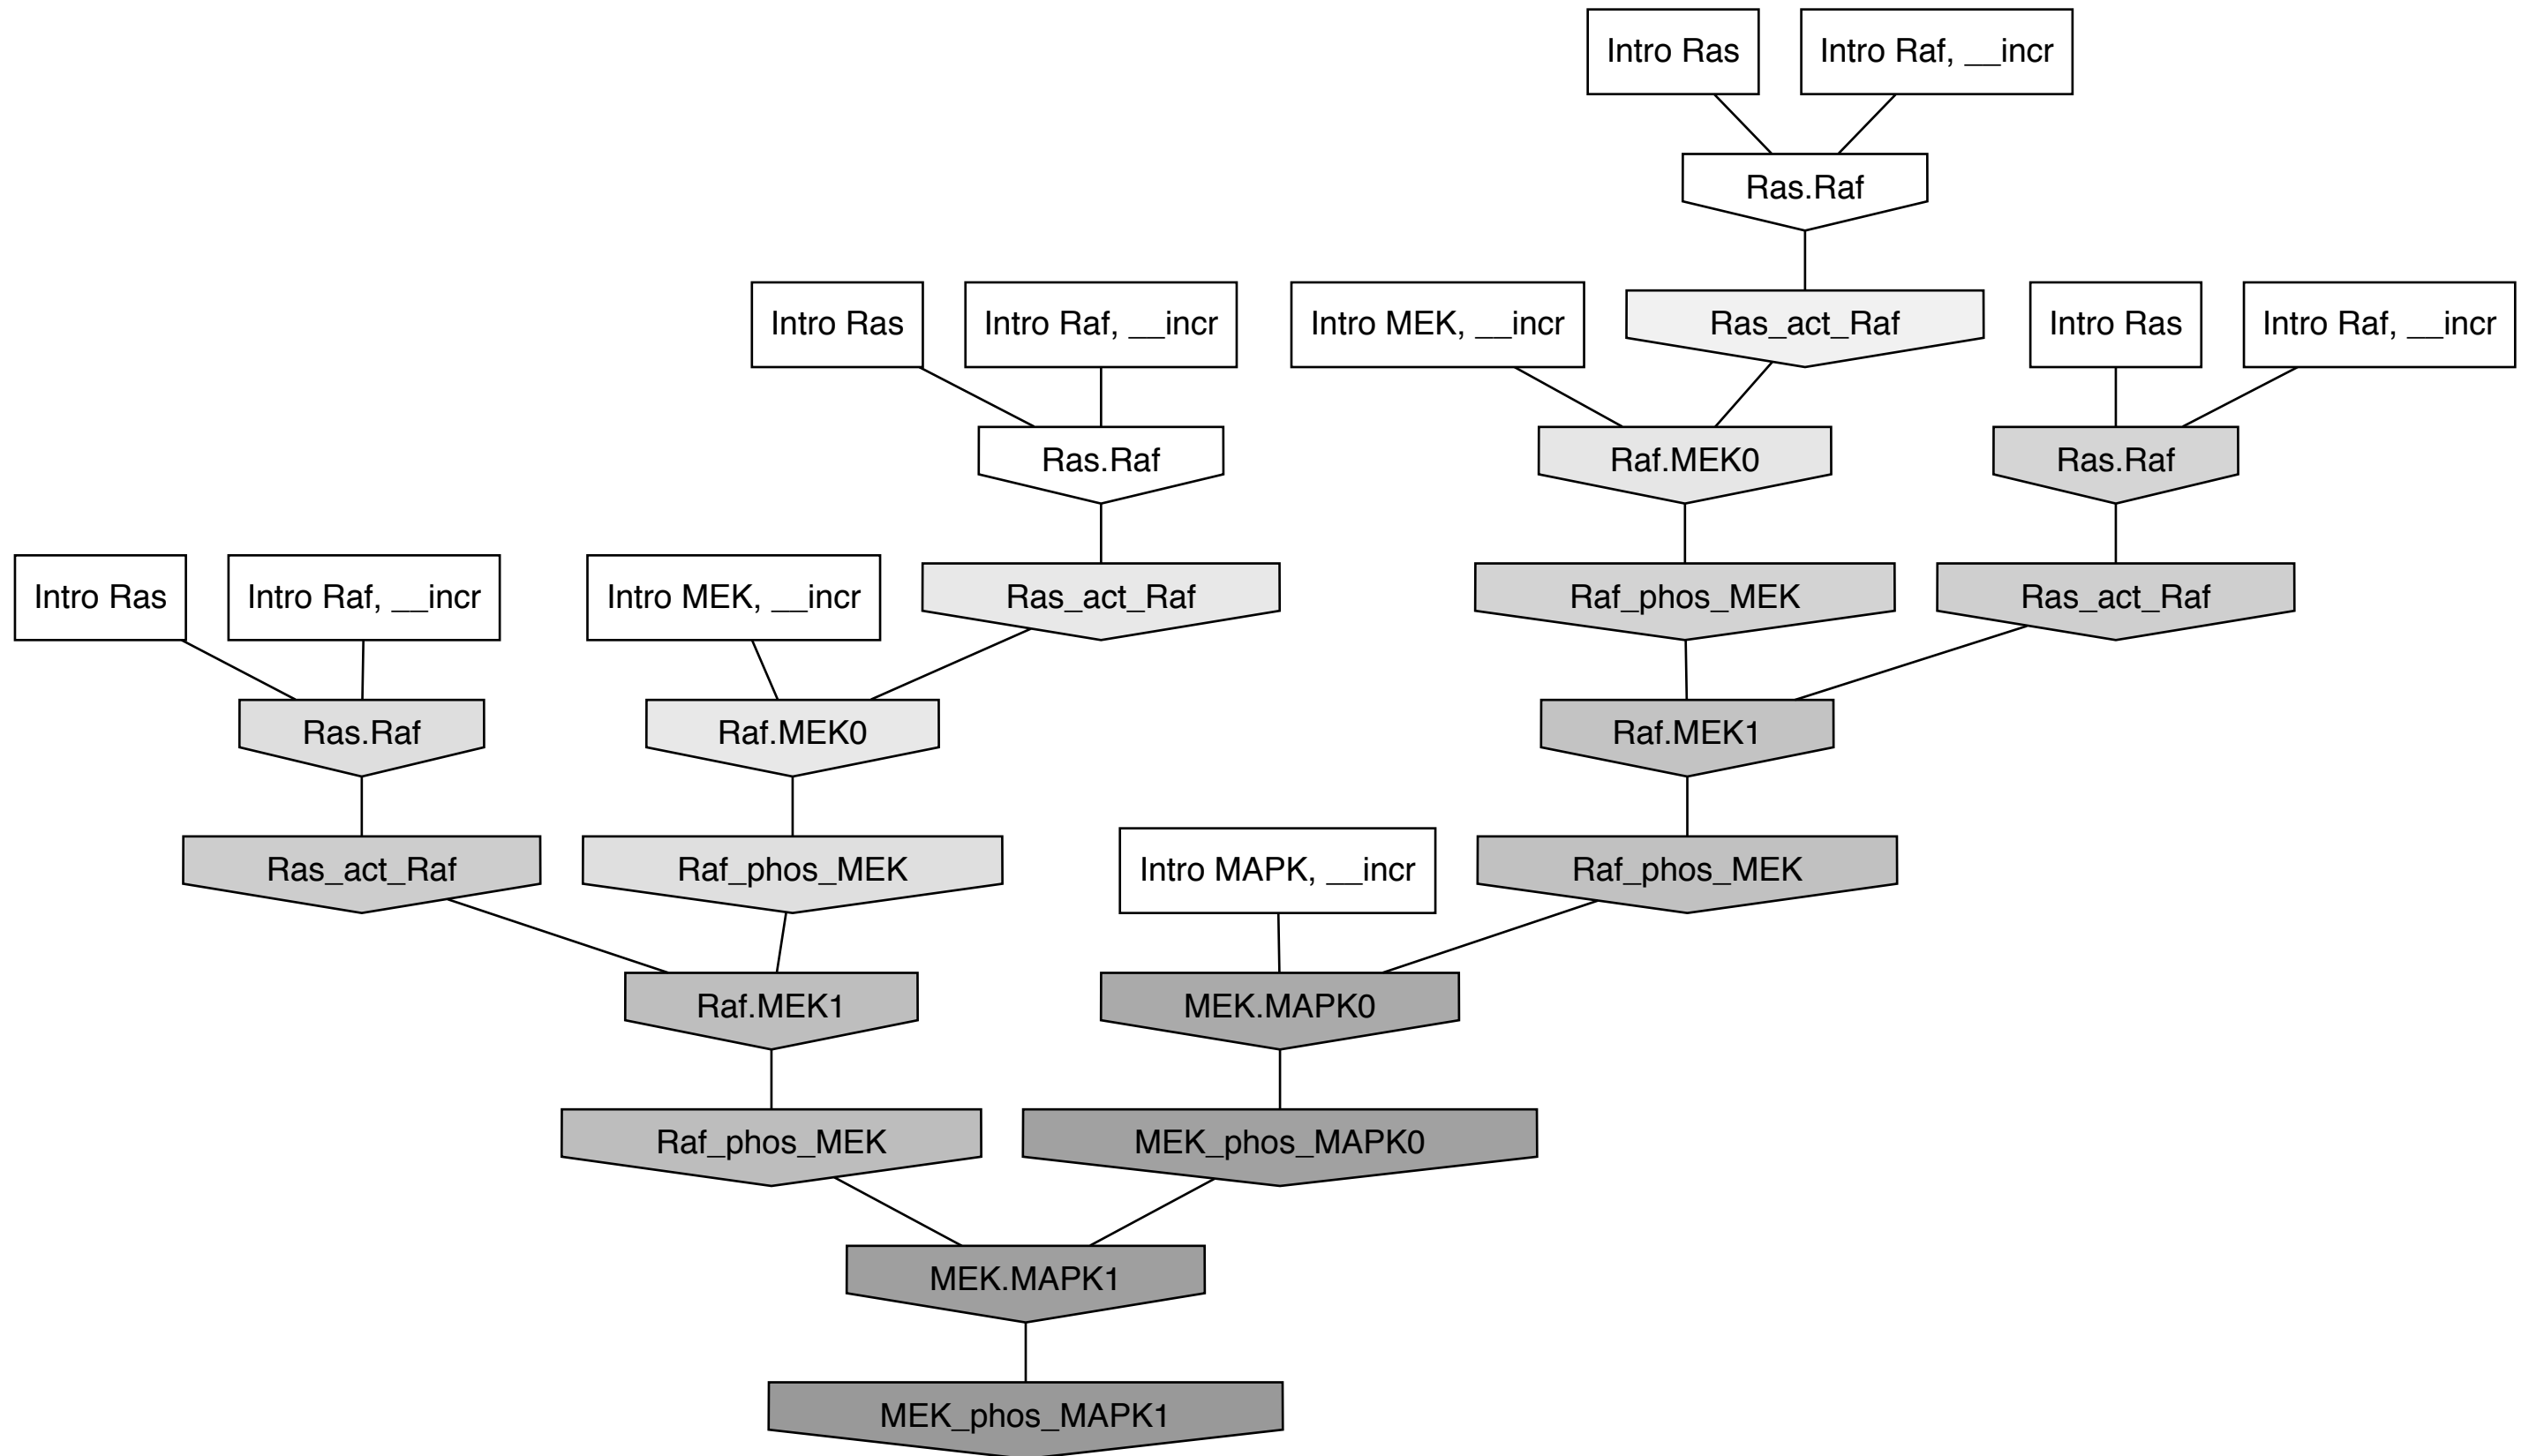 Intro Ras
Intro Raf, __incr
Ras.Raf
Intro Ras
Intro Raf, __incr
Intro MEK, __incr
Ras_act_Raf
Intro Ras
Intro Raf, __incr
Ras.Raf
Raf.MEK0
Ras.Raf
Intro Ras
Intro Raf, __incr
Intro MEK, __incr
Ras_act_Raf
Raf_phos_MEK
Ras_act_Raf
Ras.Raf
Raf.MEK0
Raf.MEK1
Ras_act_Raf
Raf_phos_MEK
Intro MAPK, __incr
Raf_phos_MEK
Raf.MEK1
MEK.MAPK0
Raf_phos_MEK
MEK_phos_MAPK0
MEK.MAPK1
MEK_phos_MAPK1